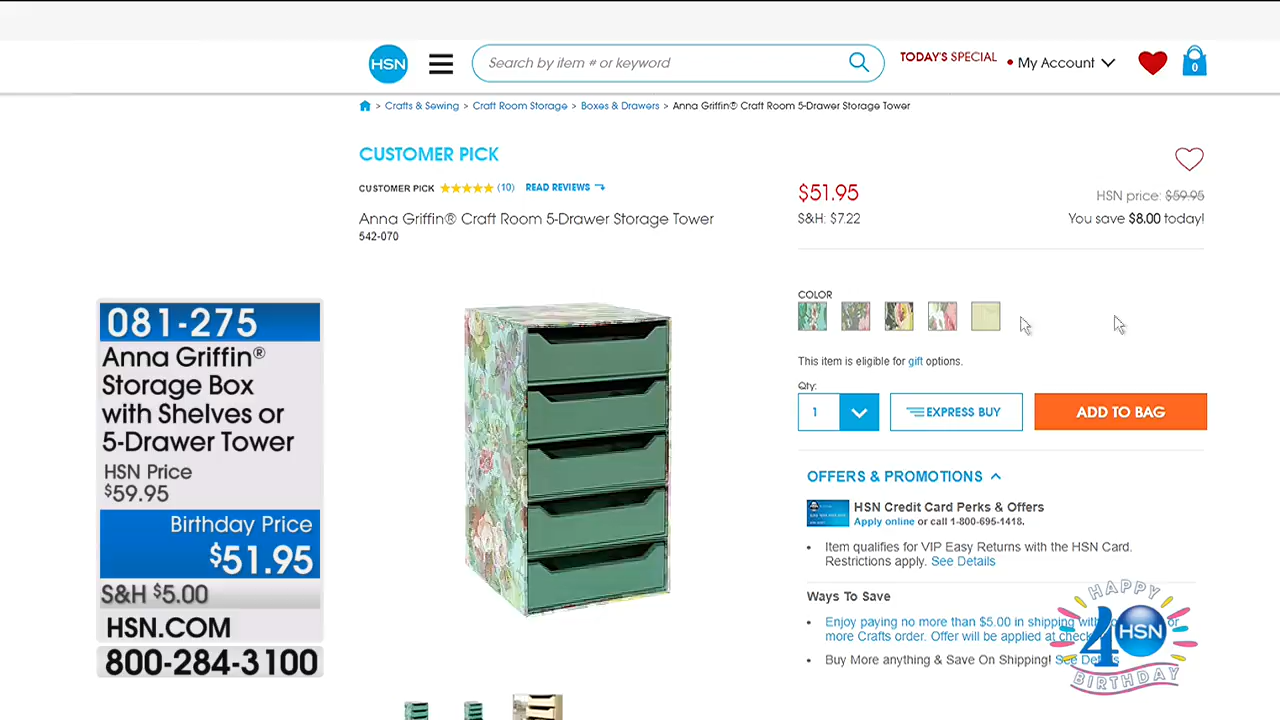 HSN
Search by item # or keyword
TODAY'S SPECIAL
My Account
0
> Crafts & Sewing > Craft Room Storage > Boxes & Drawers > Anna Griffin® Craft Room 5-Drawer Storage Tower
CUSTOMER PICK
CUSTOMER PICK (10) READ REVIEWS
Anna Griffin® Craft Room 5-Drawer Storage Tower
542-070
$51.95
HSN price: $59.95
S&H: $7.22
You save $8.00 today!
COLOR
This item is eligible for gift options.
Qty:
1
EXPRESS BUY
ADD TO BAG
OFFERS & PROMOTIONS
HSN Credit Card Perks & Offers
Apply online or call 1-800-695-1418.
• Item qualifies for VIP Easy Returns with the HSN Card.
Restrictions apply. See Details
Ways To Save
• Enjoy paying no more than $5.00 in shipping with or
more Crafts order. Offer will be applied at
• Buy More anything & Save On Shipping! See
081-275
Anna Griffin®
Storage Box
with Shelves or
5-Drawer Tower
HSN Price
$59.95
Birthday Price
$51.95
S&H $5.00
HSN.COM
800-284-3100
HAPPY
40 HSN
BIRTHDAY